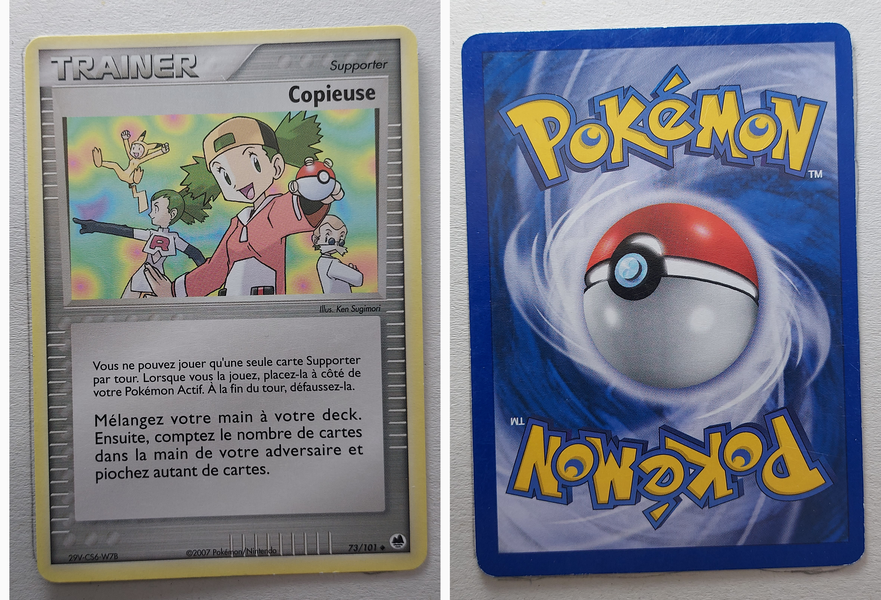 TRAINER
Supporter
Copieuse
R
Illus. Ken Sugimori
Vous ne pouvez jouer qu'une seule carte Supporter
par tour. Lorsque vous la jouez, placez-la à côté de
votre Pokémon Actif. À la fin du tour, défaussez-la.
Mélangez votre main à votre deck.
Ensuite, comptez le nombre de cartes
dans la main de votre adversaire et
piochez autant de cartes.
29V-CS6-W7B
©2007 Pokémon/Nintendo
73/101
POKéMON
TM
TM
POKéMON